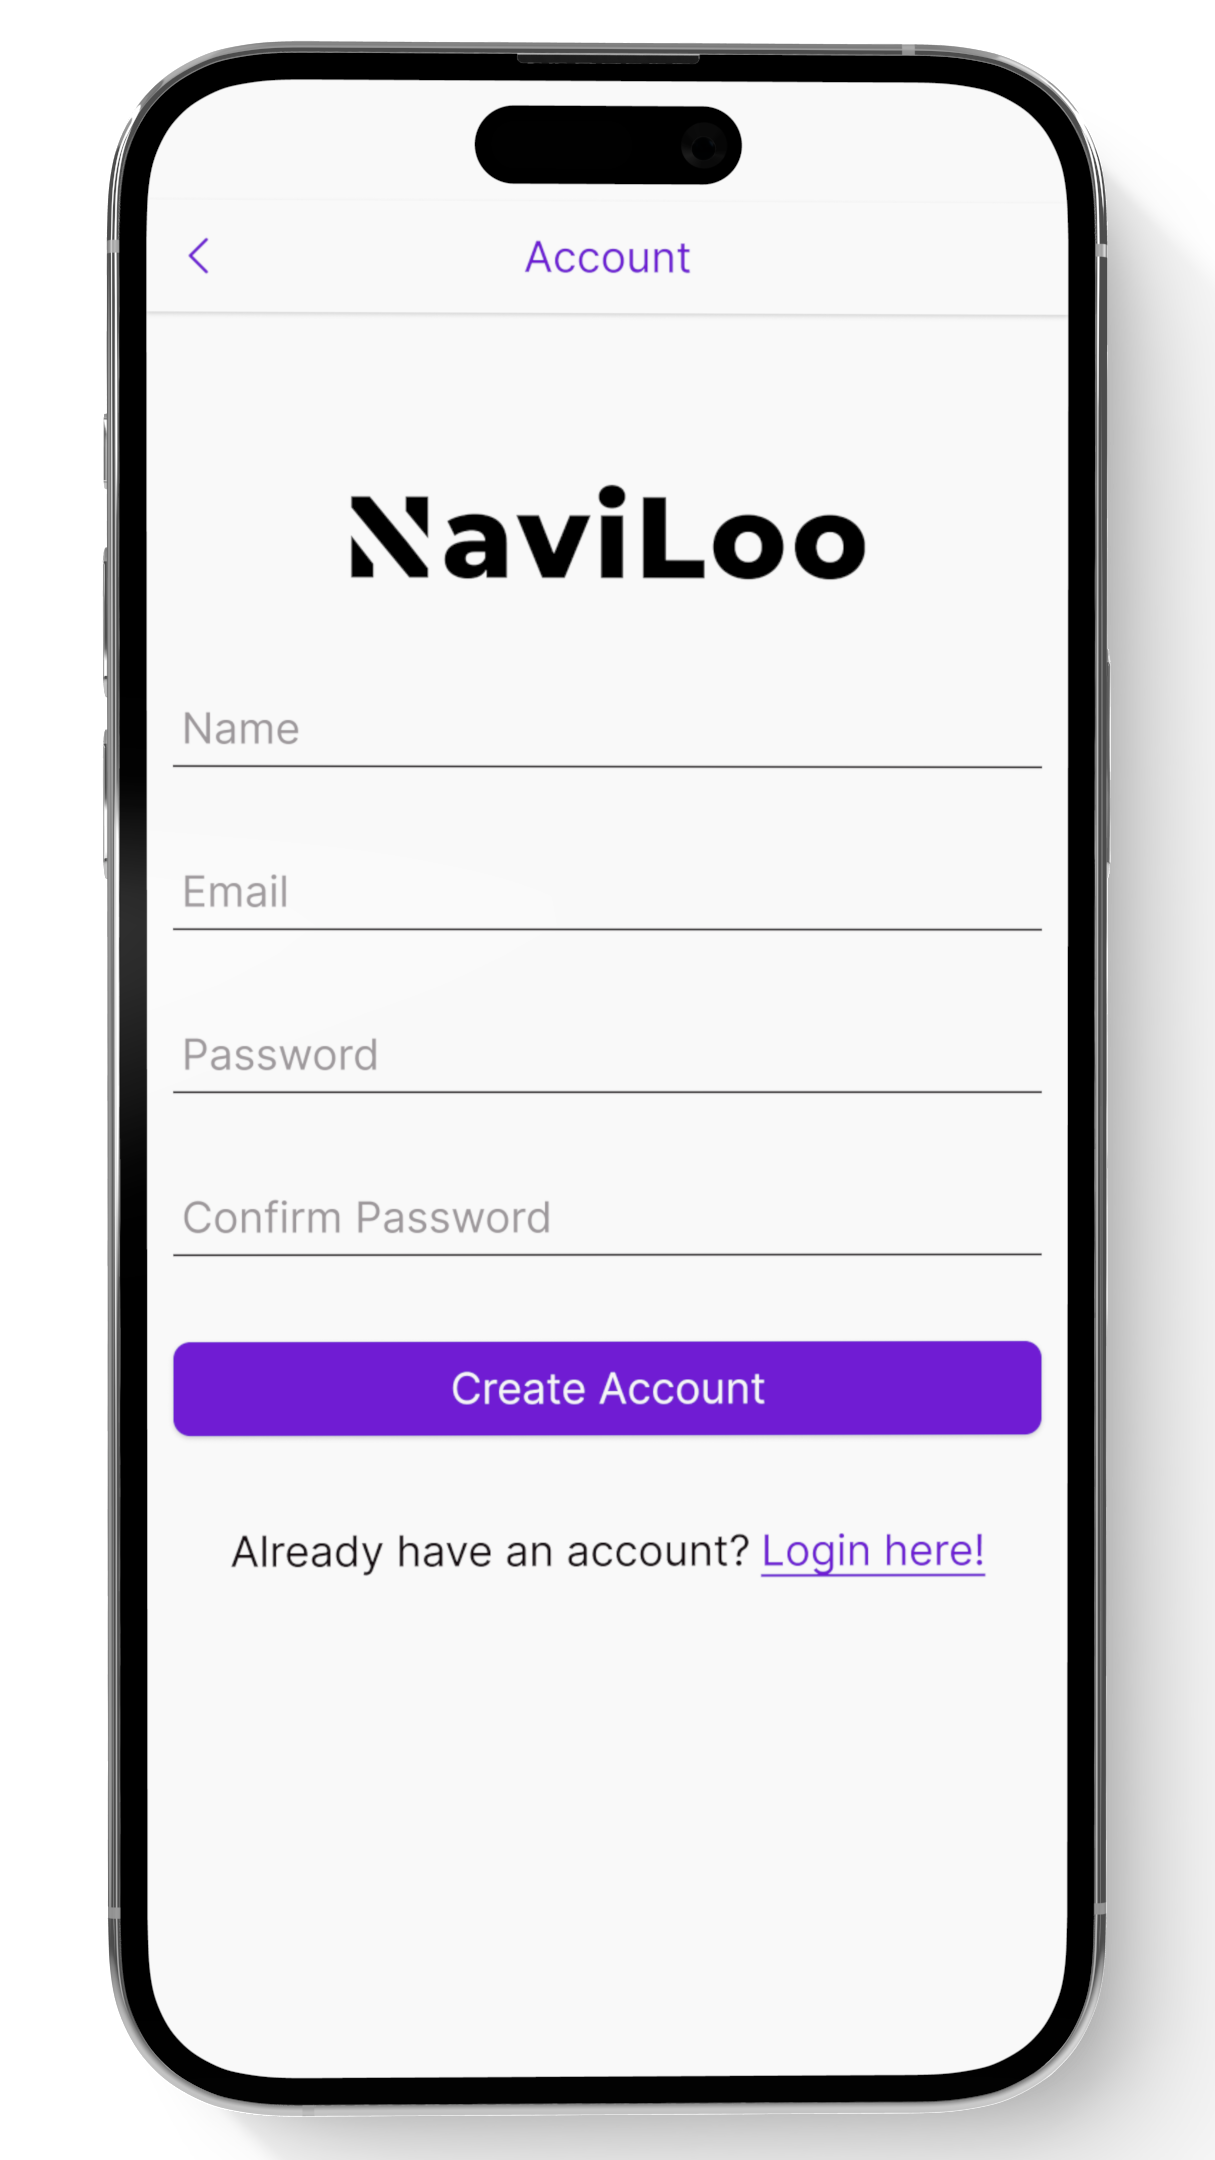 Account
NaviLoo
Name
Email
Password
Confirm Password
Create Account
Already have an account? Login here!